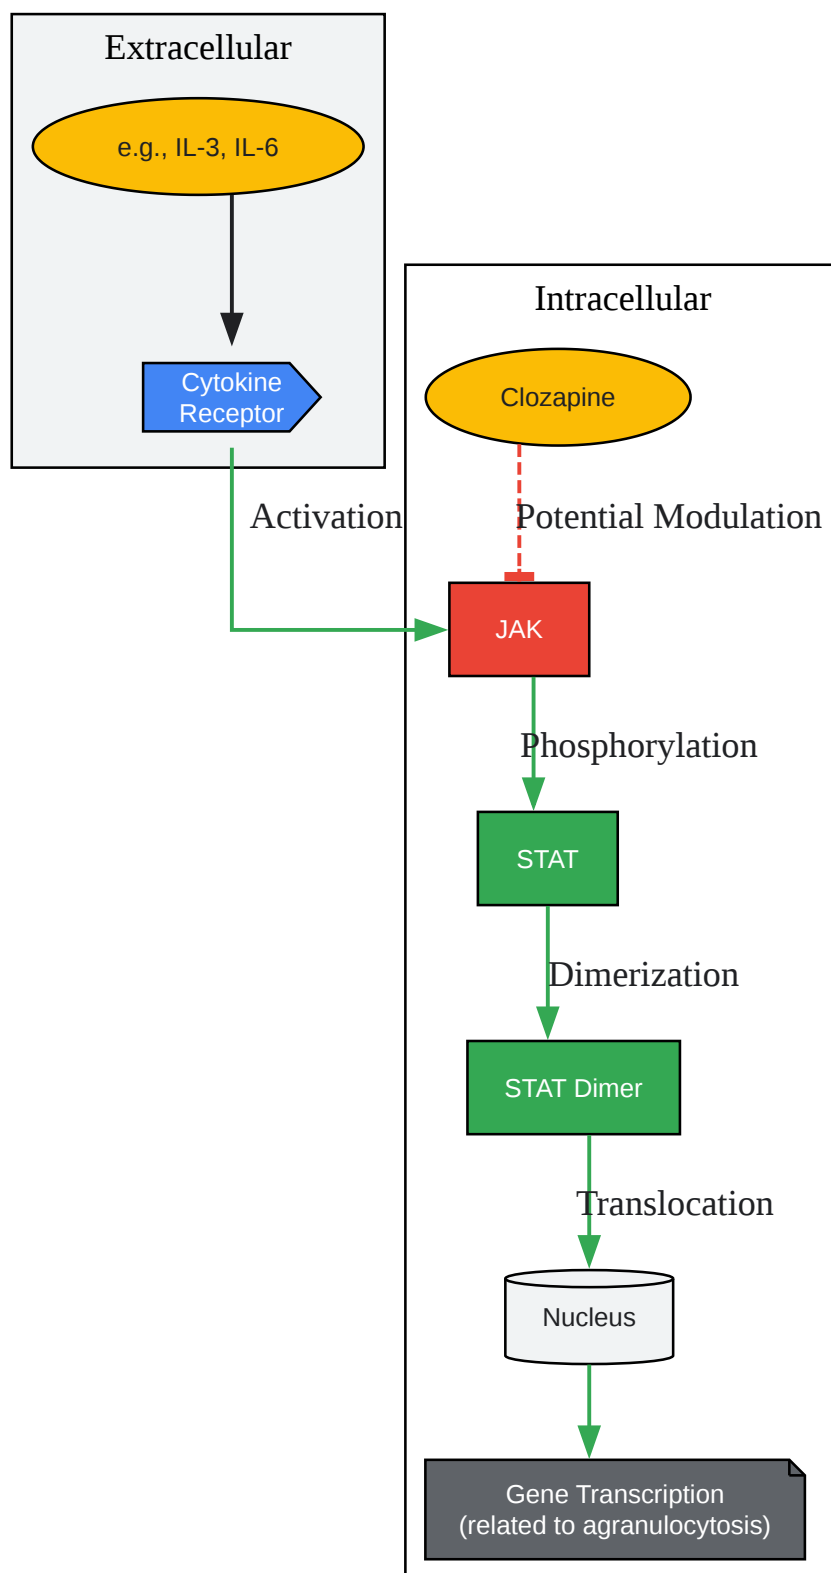 Extracellular
e.g., IL-3, IL-6
Cytokine
Receptor
Intracellular
Clozapine
Activation
Potential Modulation
JAK
Phosphorylation
STAT
Dimerization
STAT Dimer
Translocation
Nucleus
Gene Transcription
(related to agranulocytosis)